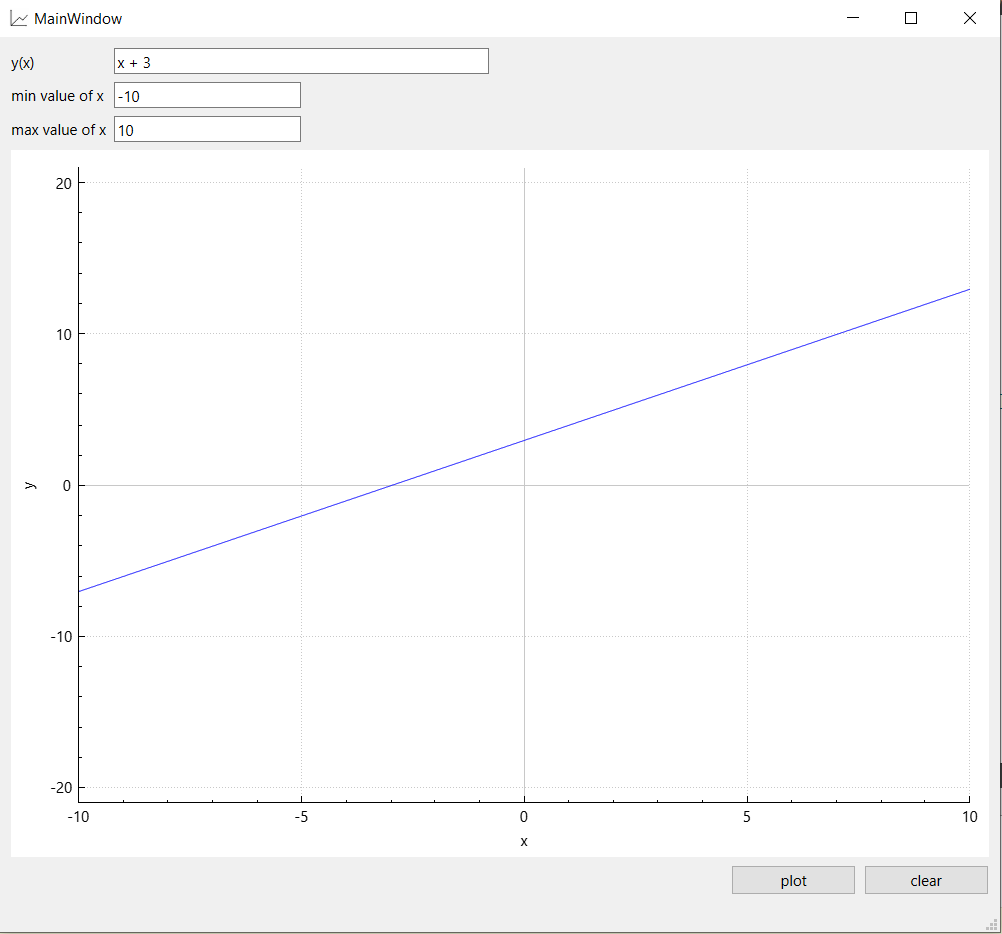 MainWindow
y(x) x + 3
min value of x -10
max value of x 10
20
10
0
-10
-20
y
-10 -5 0 5 10
x
plot clear